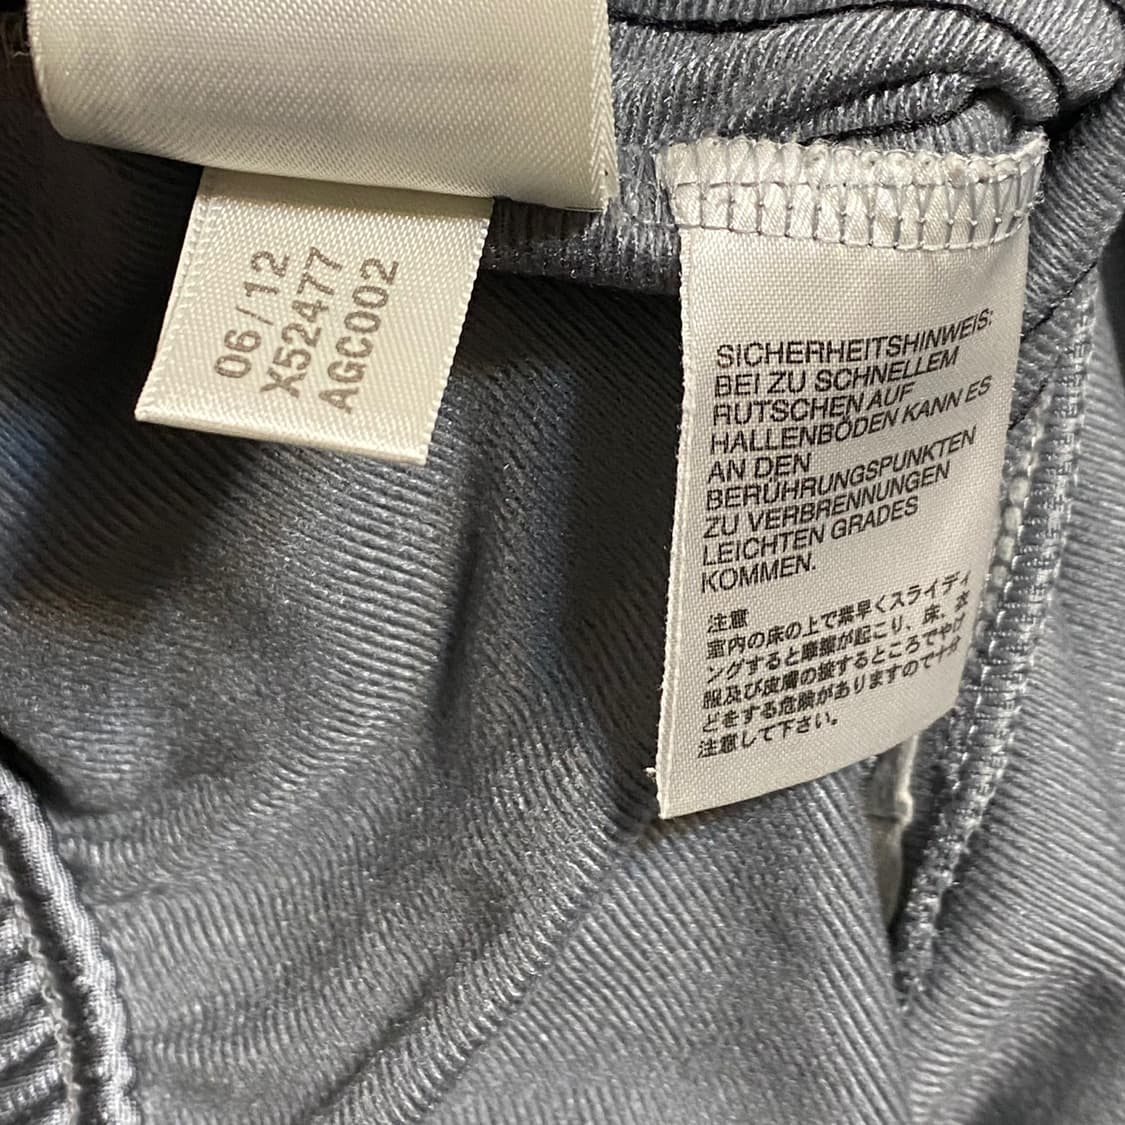 06/12
X52477
AGC002
SICHERHEITSHINWEIS:
BEI ZU SCHNELLEM
RUTSCHEN AUF
HALLENBÖDEN KANN ES
AN DEN
BERÜHRUNGSPUNKTEN
ZU VERBRENNUNGEN
LEICHTEN GRADES
KOMMEN.
注意
室内の床の上で素早くスライディ
ングすると摩擦が起こり、床、衣
服及び皮膚の接するところでやけ
どをする危険がありますので十分
注意して下さい。